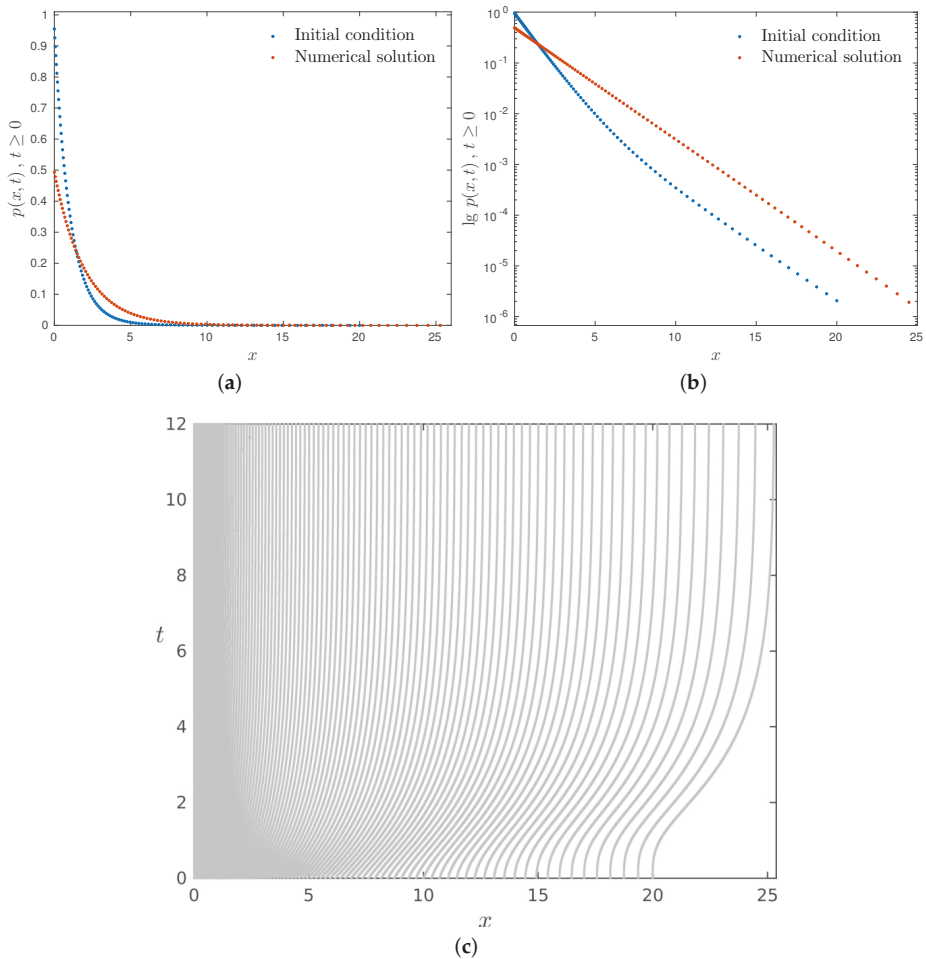 1
0.9
0.8
0.7
0.6
0.5
0.4
0.3
0.2
0.1
0
p(x,t) , t ≥ 0
Initial condition
Numerical solution
0 5 10 15 20 25
x
(a)
10^0
10^-1
10^-2
10^-3
10^-4
10^-5
10^-6
lg p(x,t) , t ≥ 0
Initial condition
Numerical solution
0 5 10 15 20 25
x
(b)
12
10
8
6
4
2
0
t
0 5 10 15 20 25
x
(c)